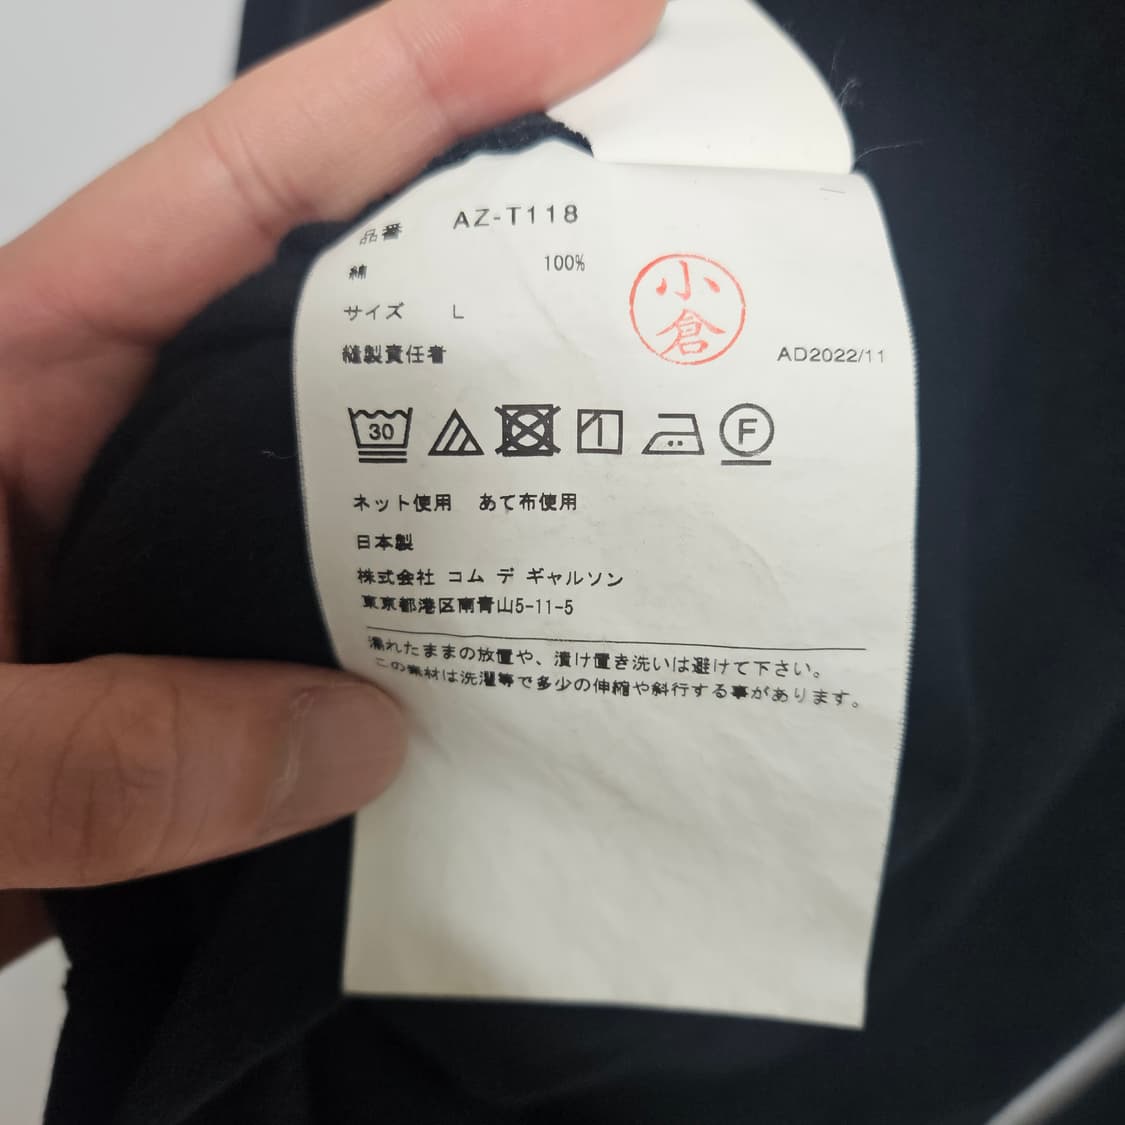 品番 AZ-T118
綿 100%
サイズ L
小倉
縫製責任者 AD2022/11
30 F
ネット使用 あて布使用
日本製
株式会社 コム デ ギャルソン
東京都港区南青山5-11-5
濡れたままの放置や、漬け置き洗いは避けて下さい。
この素材は洗濯等で多少の伸縮や斜行する事があります。